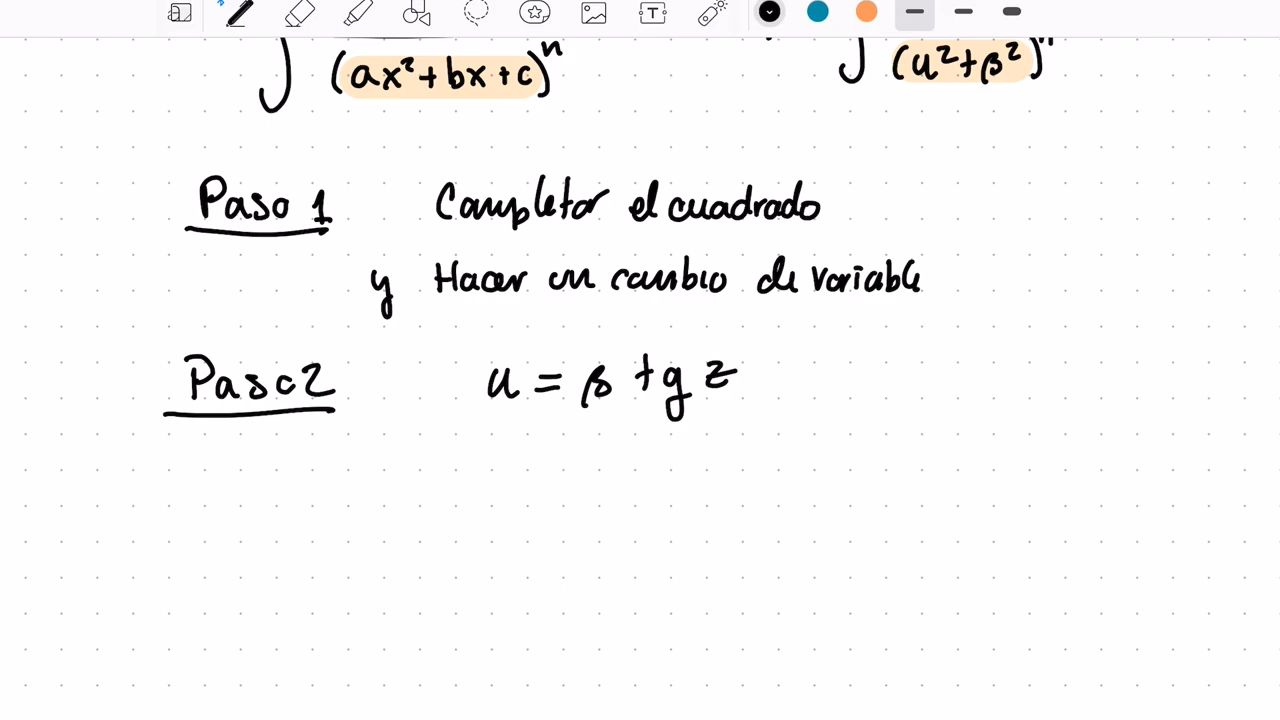 ∫ (ax²+bx+c)ⁿ ∫ (u²+β²)ⁿ
Paso 1 Completar el cuadrado
y Hacer un cambio de variable
Paso 2 u = β tg z